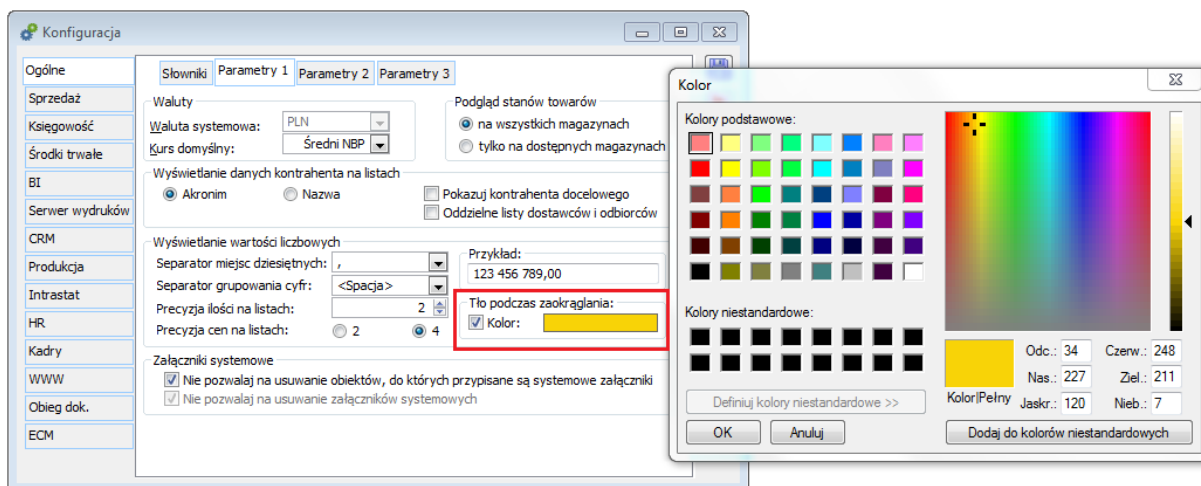 Konfiguracja
Ogólne
Sprzedaż
Księgowość
Środki trwałe
BI
Serwer wydruków
CRM
Produkcja
Intrastat
HR
Kadry
WWW
Obieg dok.
ECM
Słowniki Parametry 1 Parametry 2 Parametry 3
Waluty
Waluta systemowa: PLN
Kurs domyślny: Średni NBP
Podgląd stanów towarów
na wszystkich magazynach
tylko na dostępnych magazynach
Wyświetlanie danych kontrahenta na listach
Akronim Nazwa
Pokazuj kontrahenta docelowego
Oddzielne listy dostawców i odbiorców
Wyświetlanie wartości liczbowych
Separator miejsc dziesiętnych: ,
Separator grupowania cyfr: <Spacja>
Precyzja ilości na listach: 2
Precyzja cen na listach: 2 4
Przykład:
123 456 789,00
Tło podczas zaokrąglania:
Kolor:
Załączniki systemowe
Nie pozwalaj na usuwanie obiektów, do których przypisane są systemowe załączniki
Nie pozwalaj na usuwanie załączników systemowych
Kolor
Kolory podstawowe:
Kolory niestandardowe:
Definiuj kolory niestandardowe >>
OK Anuluj
Kolor|Pełny
Odc.: 34 Czerw.: 248
Nas.: 227 Ziel.: 211
Jaskr.: 120 Nieb.: 7
Dodaj do kolorów niestandardowych